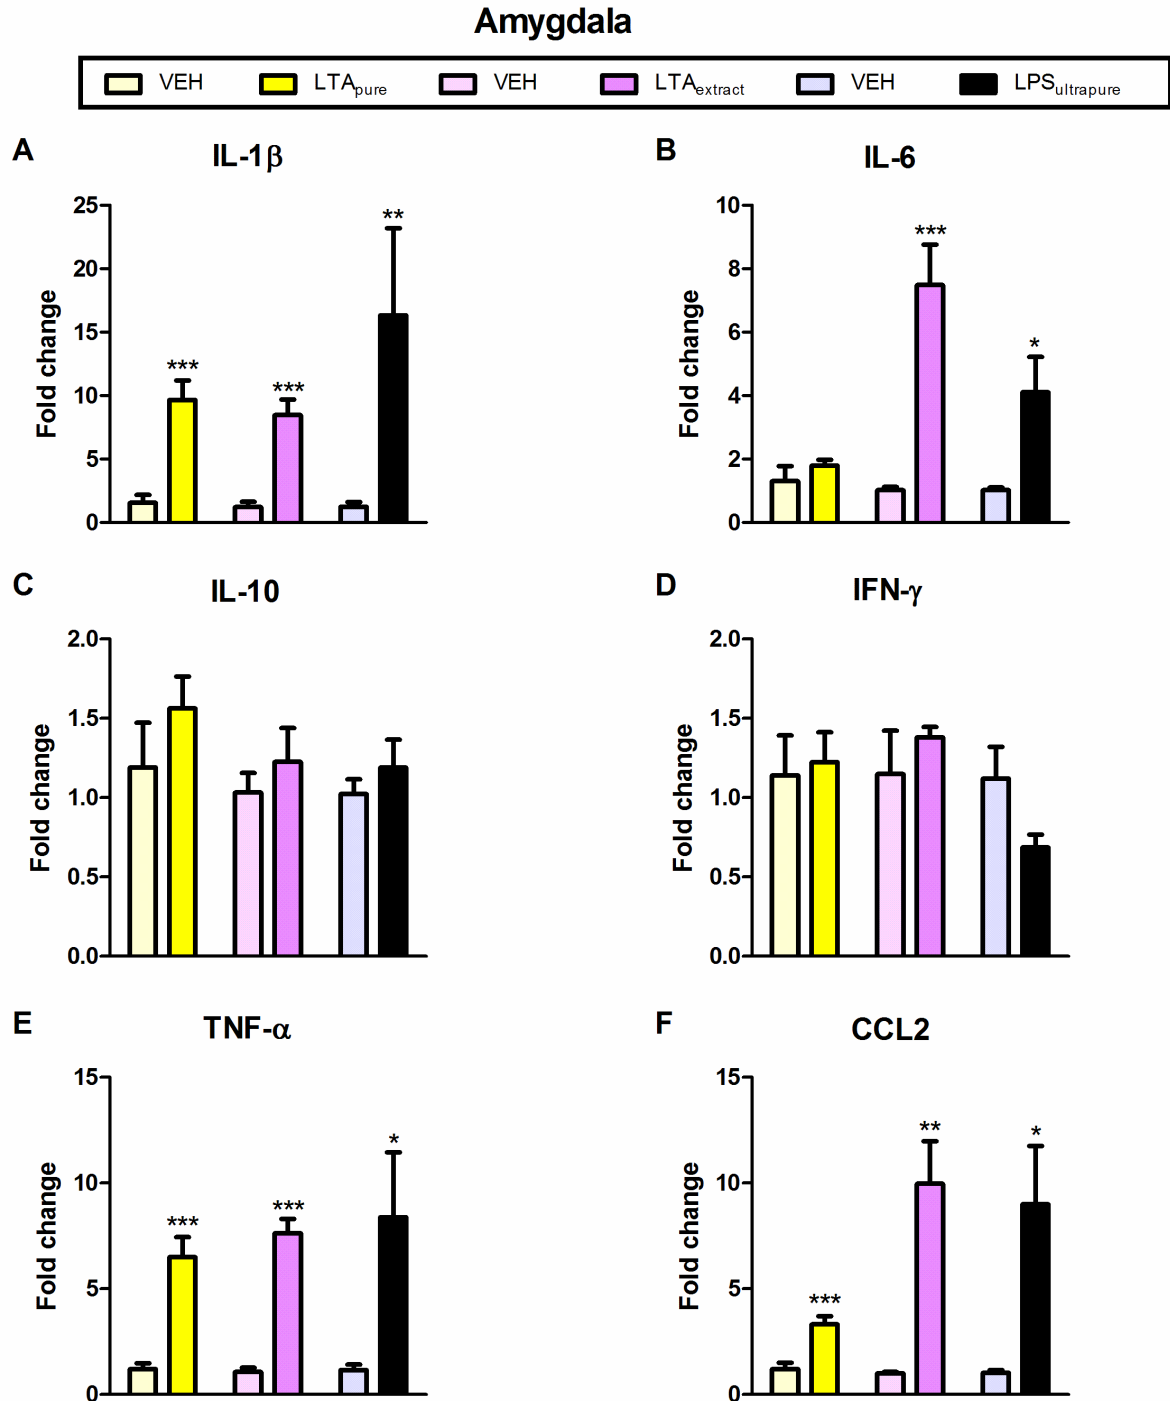 Amygdala
VEH LTApure VEH LTAextract VEH LPSultrapure
A IL-1β
25
20
15
10
5
0
Fold change
***
***
**
B IL-6
10
8
6
4
2
0
Fold change
***
*
C IL-10
2.0
1.5
1.0
0.5
0.0
Fold change
D IFN-γ
2.0
1.5
1.0
0.5
0.0
Fold change
E TNF-α
15
10
5
0
Fold change
***
***
*
F CCL2
15
10
5
0
Fold change
***
**
*